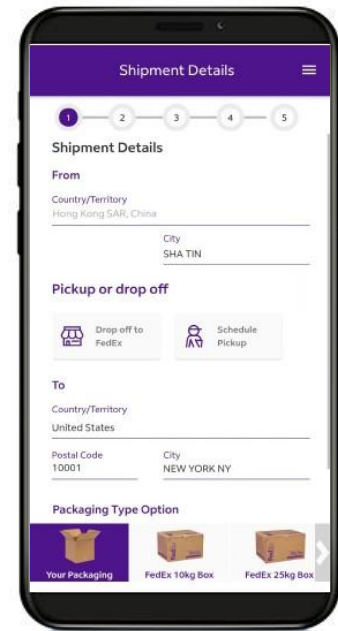 Shipment Details
1 2 3 4 5
Shipment Details
From
Country/Territory
Hong Kong SAR, China
City
SHA TIN
Pickup or drop off
Drop off to
FedEx
Schedule
Pickup
To
Country/Territory
United States
Postal Code
10001
City
NEW YORK NY
Packaging Type Option
Your Packaging
FedEx 10kg Box
FedEx 25kg Box